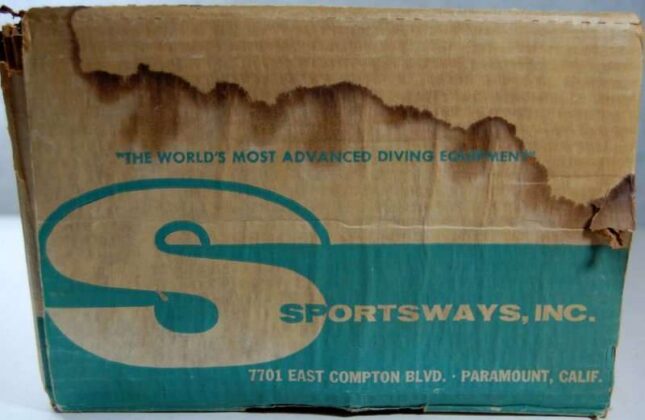 "THE WORLD'S MOST ADVANCED DIVING EQUIPMENT"
S
SPORTSWAYS, INC.
7701 EAST COMPTON BLVD. · PARAMOUNT, CALIF.